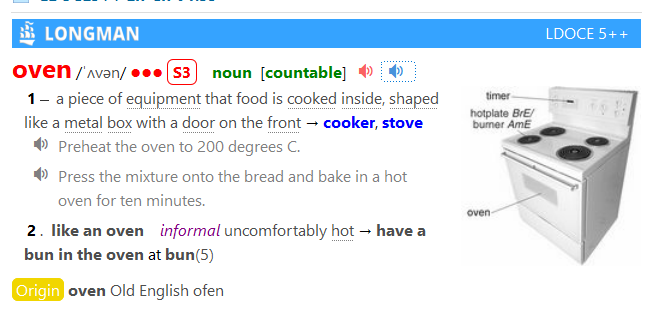 LONGMAN LDOCE 5++
oven /ˈʌvən/ ●●● S3 noun [countable]
1 – a piece of equipment that food is cooked inside, shaped
like a metal box with a door on the front → cooker, stove
Preheat the oven to 200 degrees C.
Press the mixture onto the bread and bake in a hot
oven for ten minutes.
2 . like an oven informal uncomfortably hot → have a
bun in the oven at bun(5)
Origin oven Old English ofen
timer
hotplate BrE/
burner AmE
oven